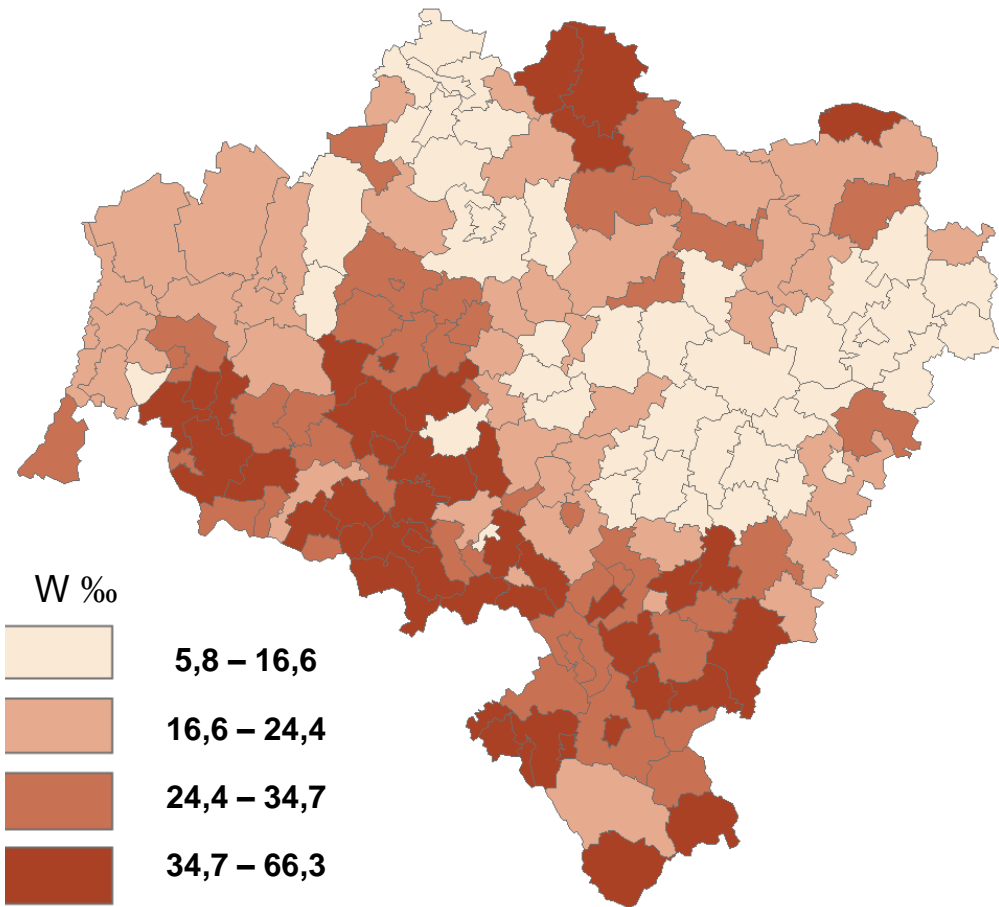 W ‰
5,8 – 16,6
16,6 – 24,4
24,4 – 34,7
34,7 – 66,3